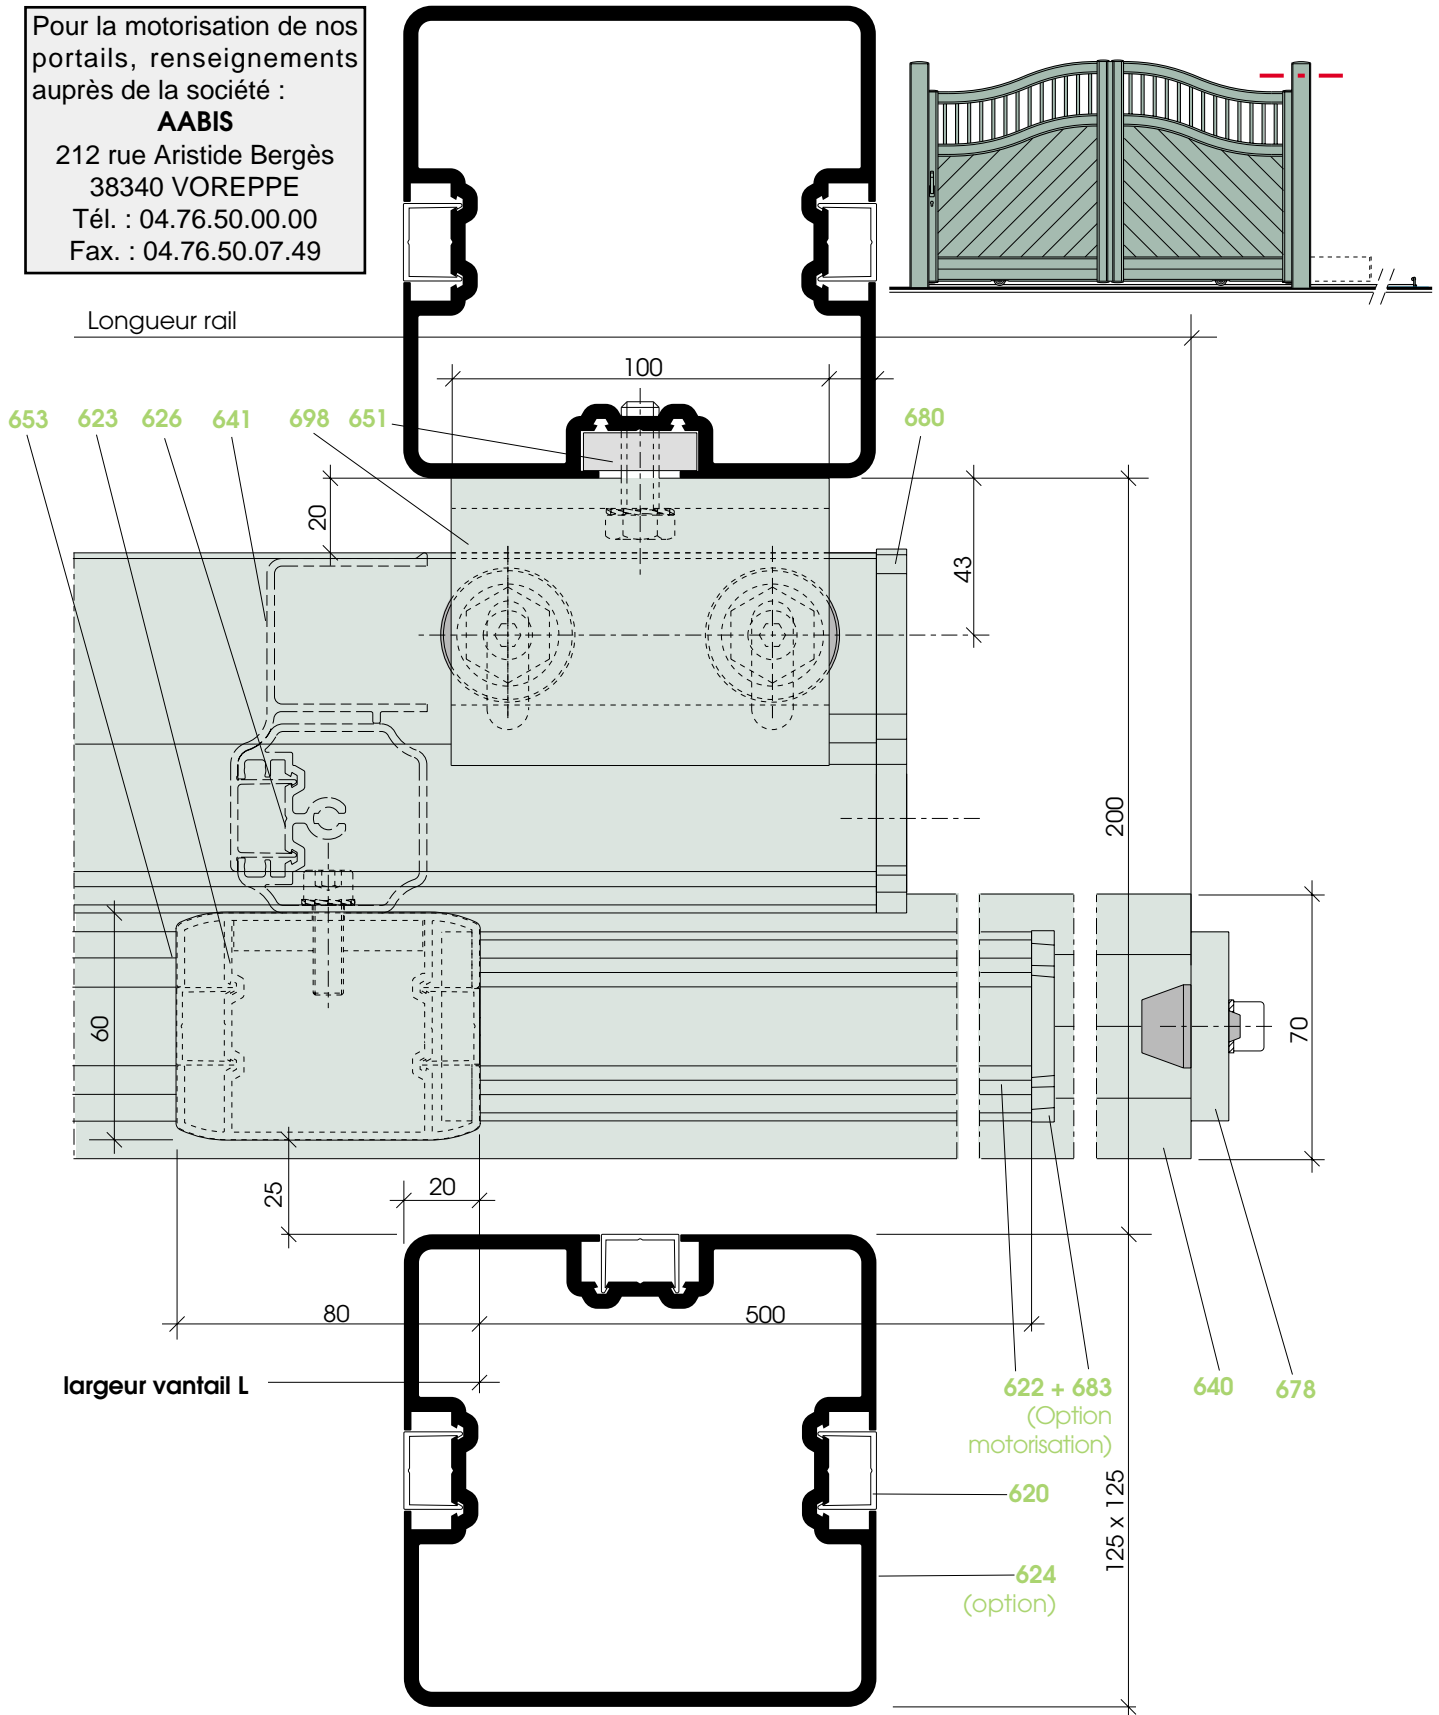 Pour la motorisation de nos
portails, renseignements
auprès de la société :
AABIS
212 rue Aristide Bergès
38340 VOREPPE
Tél. : 04.76.50.00.00
Fax. : 04.76.50.07.49
Longueur rail
100
653 623 626 641 698 651 680
20
43
200
60
70
25
20
80
500
largeur vantail L
622 + 683
(Option
motorisation)
640
678
620
125 x 125
624
(option)